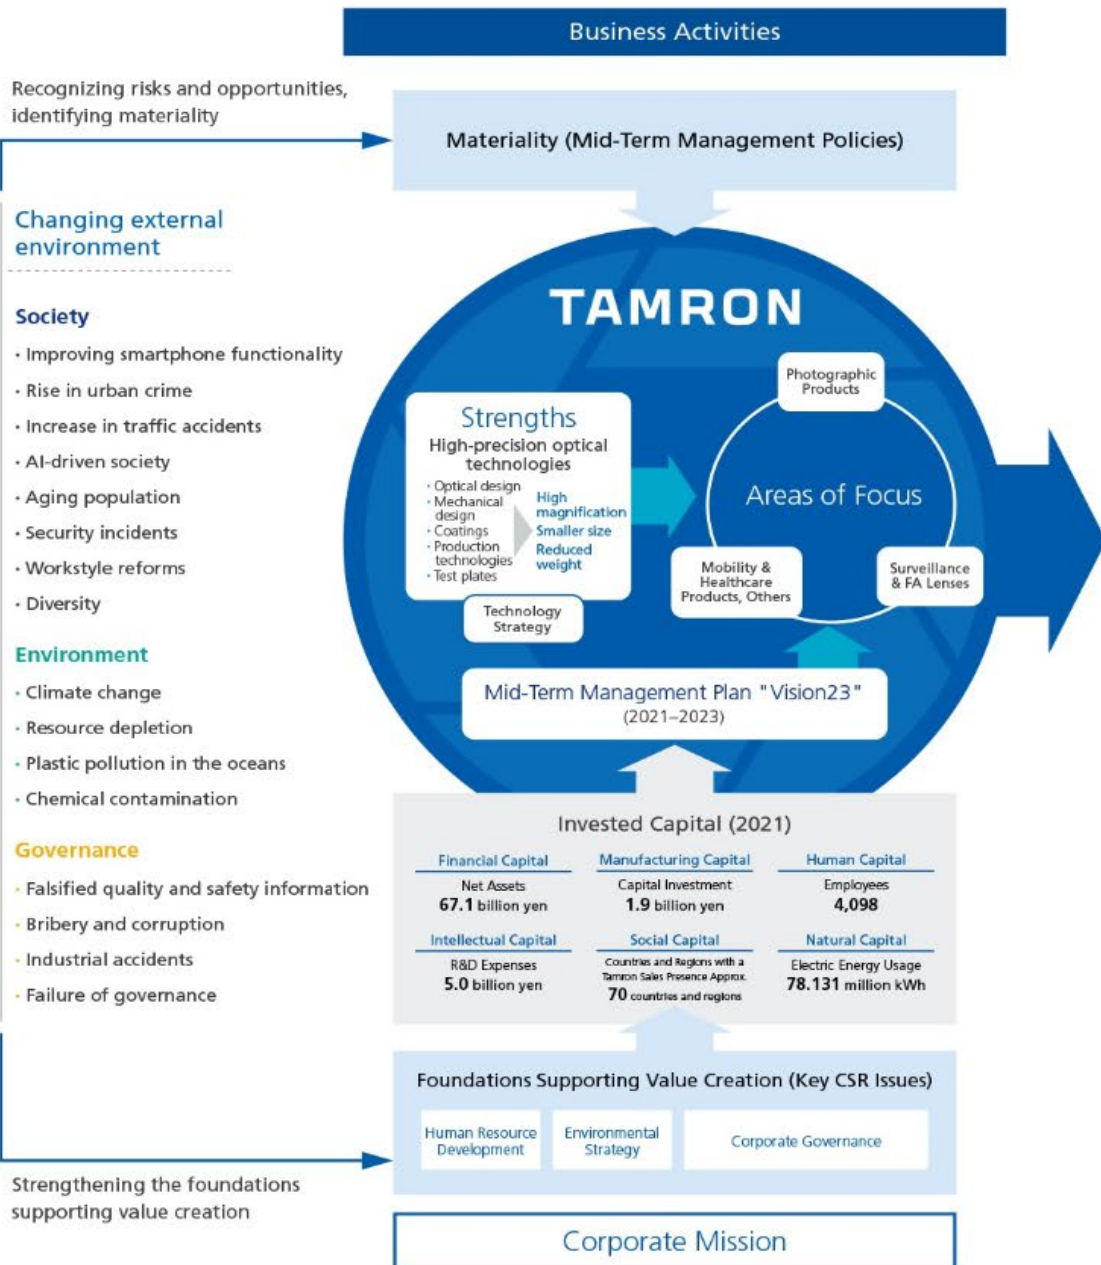 Business Activities
Recognizing risks and opportunities,
identifying materiality
Materiality (Mid-Term Management Policies)
Changing external
environment
Society
· Improving smartphone functionality
· Rise in urban crime
· Increase in traffic accidents
· AI-driven society
· Aging population
· Security incidents
· Workstyle reforms
· Diversity
Environment
· Climate change
· Resource depletion
· Plastic pollution in the oceans
· Chemical contamination
Governance
· Falsified quality and safety information
· Bribery and corruption
· Industrial accidents
· Failure of governance
Strengthening the foundations
supporting value creation
TAMRON
Strengths
High-precision optical
technologies
· Optical design
· Mechanical
design
· Coatings
· Production
technologies
· Test plates
High
magnification
Smaller size
Reduced
weight
Technology
Strategy
Photographic
Products
Areas of Focus
Mobility &
Healthcare
Products, Others
Surveillance
& FA Lenses
Mid-Term Management Plan "Vision23"
(2021–2023)
Invested Capital (2021)
Financial Capital
Net Assets
67.1 billion yen
Manufacturing Capital
Capital Investment
1.9 billion yen
Human Capital
Employees
4,098
Intellectual Capital
R&D Expenses
5.0 billion yen
Social Capital
Countries and Regions with a
Tamron Sales Presence Approx.
70 countries and regions
Natural Capital
Electric Energy Usage
78.131 million kWh
Foundations Supporting Value Creation (Key CSR Issues)
Human Resource
Development
Environmental
Strategy
Corporate Governance
Corporate Mission